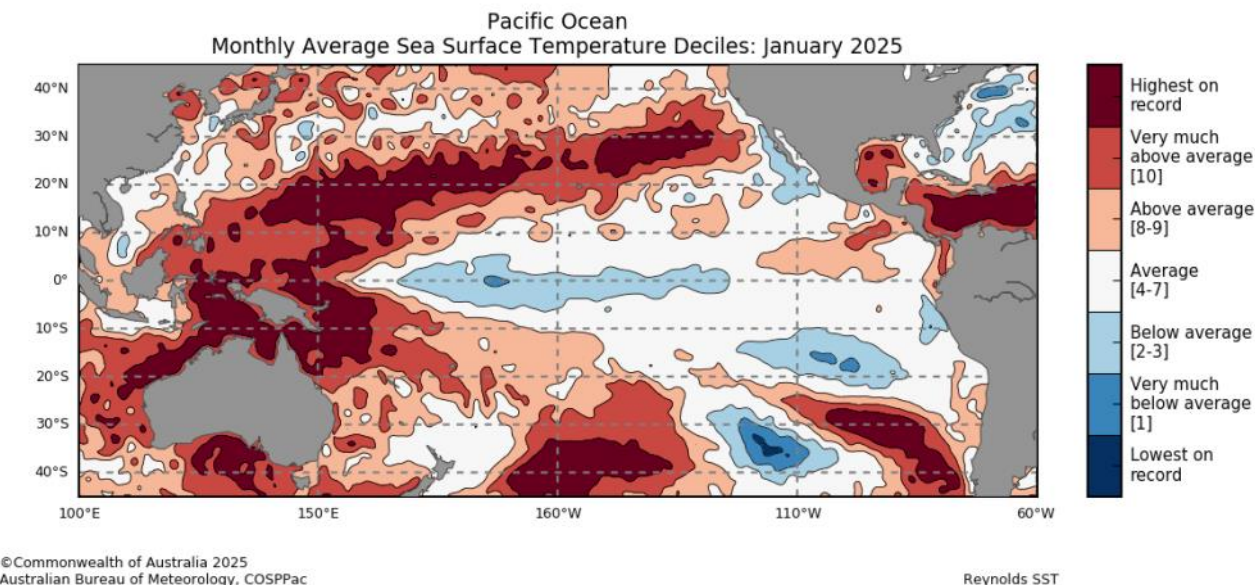 Pacific Ocean
Monthly Average Sea Surface Temperature Deciles: January 2025
40°N
30°N
20°N
10°N
0°
10°S
20°S
30°S
40°S
100°E
150°E
160°W
110°W
60°W
Highest on
record
Very much
above average
[10]
Above average
[8-9]
Average
[4-7]
Below average
[2-3]
Very much
below average
[1]
Lowest on
record
©Commonwealth of Australia 2025
Australian Bureau of Meteorology, COSPPac
Reynolds SST